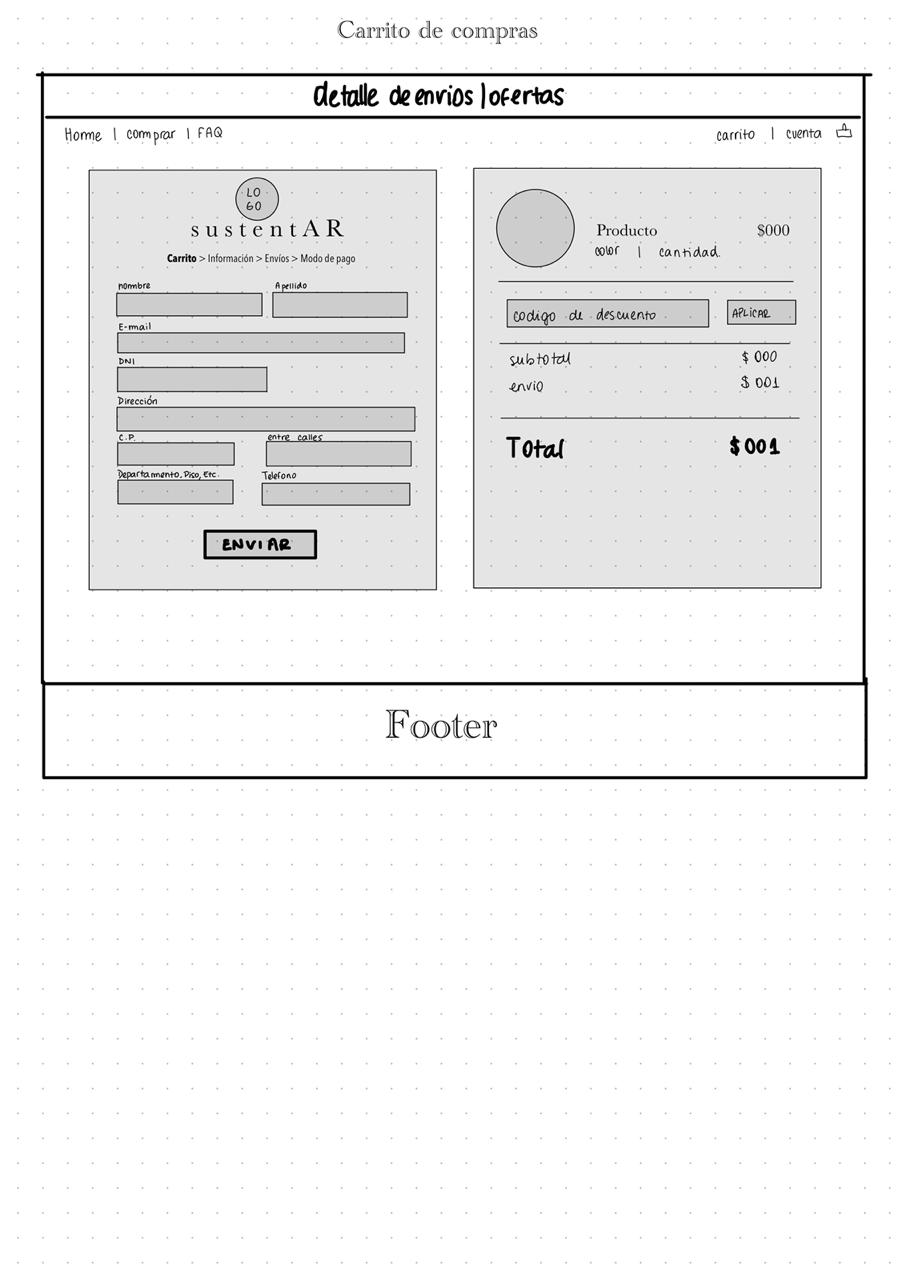 Carrito de compras
detalle de envios | ofertas
Home | comprar | FAQ
carrito | cuenta
LO
GO
sustentAR
Carrito > Información > Envíos > Modo de pago
nombre
Apellido
E-mail
DNI
Dirección
C.P.
entre calles
Departamento, Piso, Etc.
Telefono
ENVIAR
Producto $000
color | cantidad.
codigo de descuento
APLICAR
subtotal $ 000
envio $ 001
Total $001
Footer